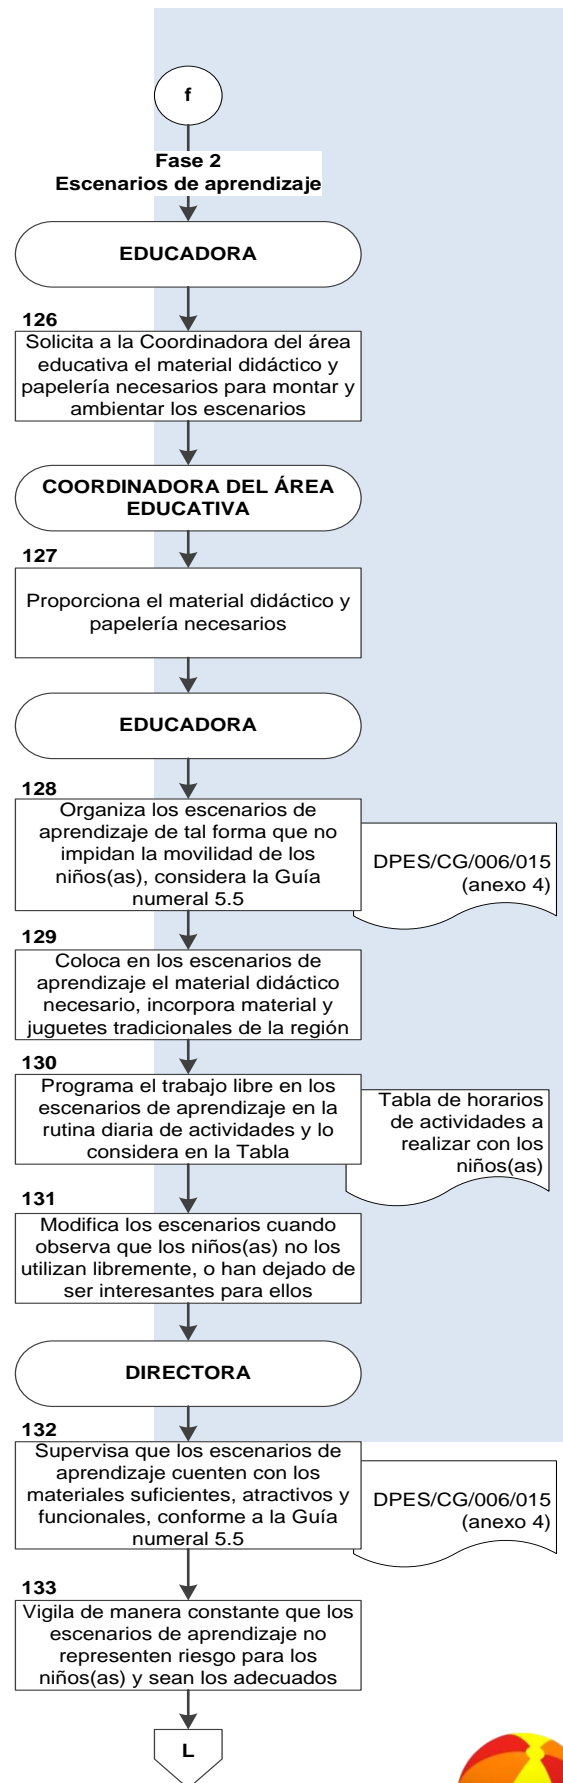 f
Fase 2
Escenarios de aprendizaje
EDUCADORA
126
Solicita a la Coordinadora del área
educativa el material didáctico y
papelería necesarios para montar y
ambientar los escenarios
COORDINADORA DEL ÁREA
EDUCATIVA
127
Proporciona el material didáctico y
papelería necesarios
EDUCADORA
128
Organiza los escenarios de
aprendizaje de tal forma que no
impidan la movilidad de los
niños(as), considera la Guía
numeral 5.5
DPES/CG/006/015
(anexo 4)
129
Coloca en los escenarios de
aprendizaje el material didáctico
necesario, incorpora material y
juguetes tradicionales de la región
130
Programa el trabajo libre en los
escenarios de aprendizaje en la
rutina diaria de actividades y lo
considera en la Tabla
Tabla de horarios
de actividades a
realizar con los
niños(as)
131
Modifica los escenarios cuando
observa que los niños(as) no los
utilizan libremente, o han dejado de
ser interesantes para ellos
DIRECTORA
132
Supervisa que los escenarios de
aprendizaje cuenten con los
materiales suficientes, atractivos y
funcionales, conforme a la Guía
numeral 5.5
DPES/CG/006/015
(anexo 4)
133
Vigila de manera constante que los
escenarios de aprendizaje no
representen riesgo para los
niños(as) y sean los adecuados
L